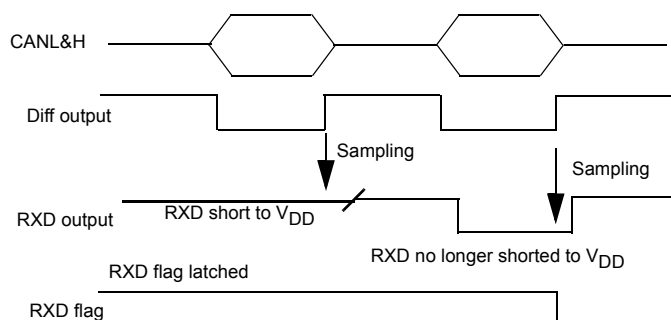 CANL&H
Diff output
Sampling
Sampling
RXD output
RXD short to VDD
RXD no longer shorted to VDD
RXD flag latched
RXD flag